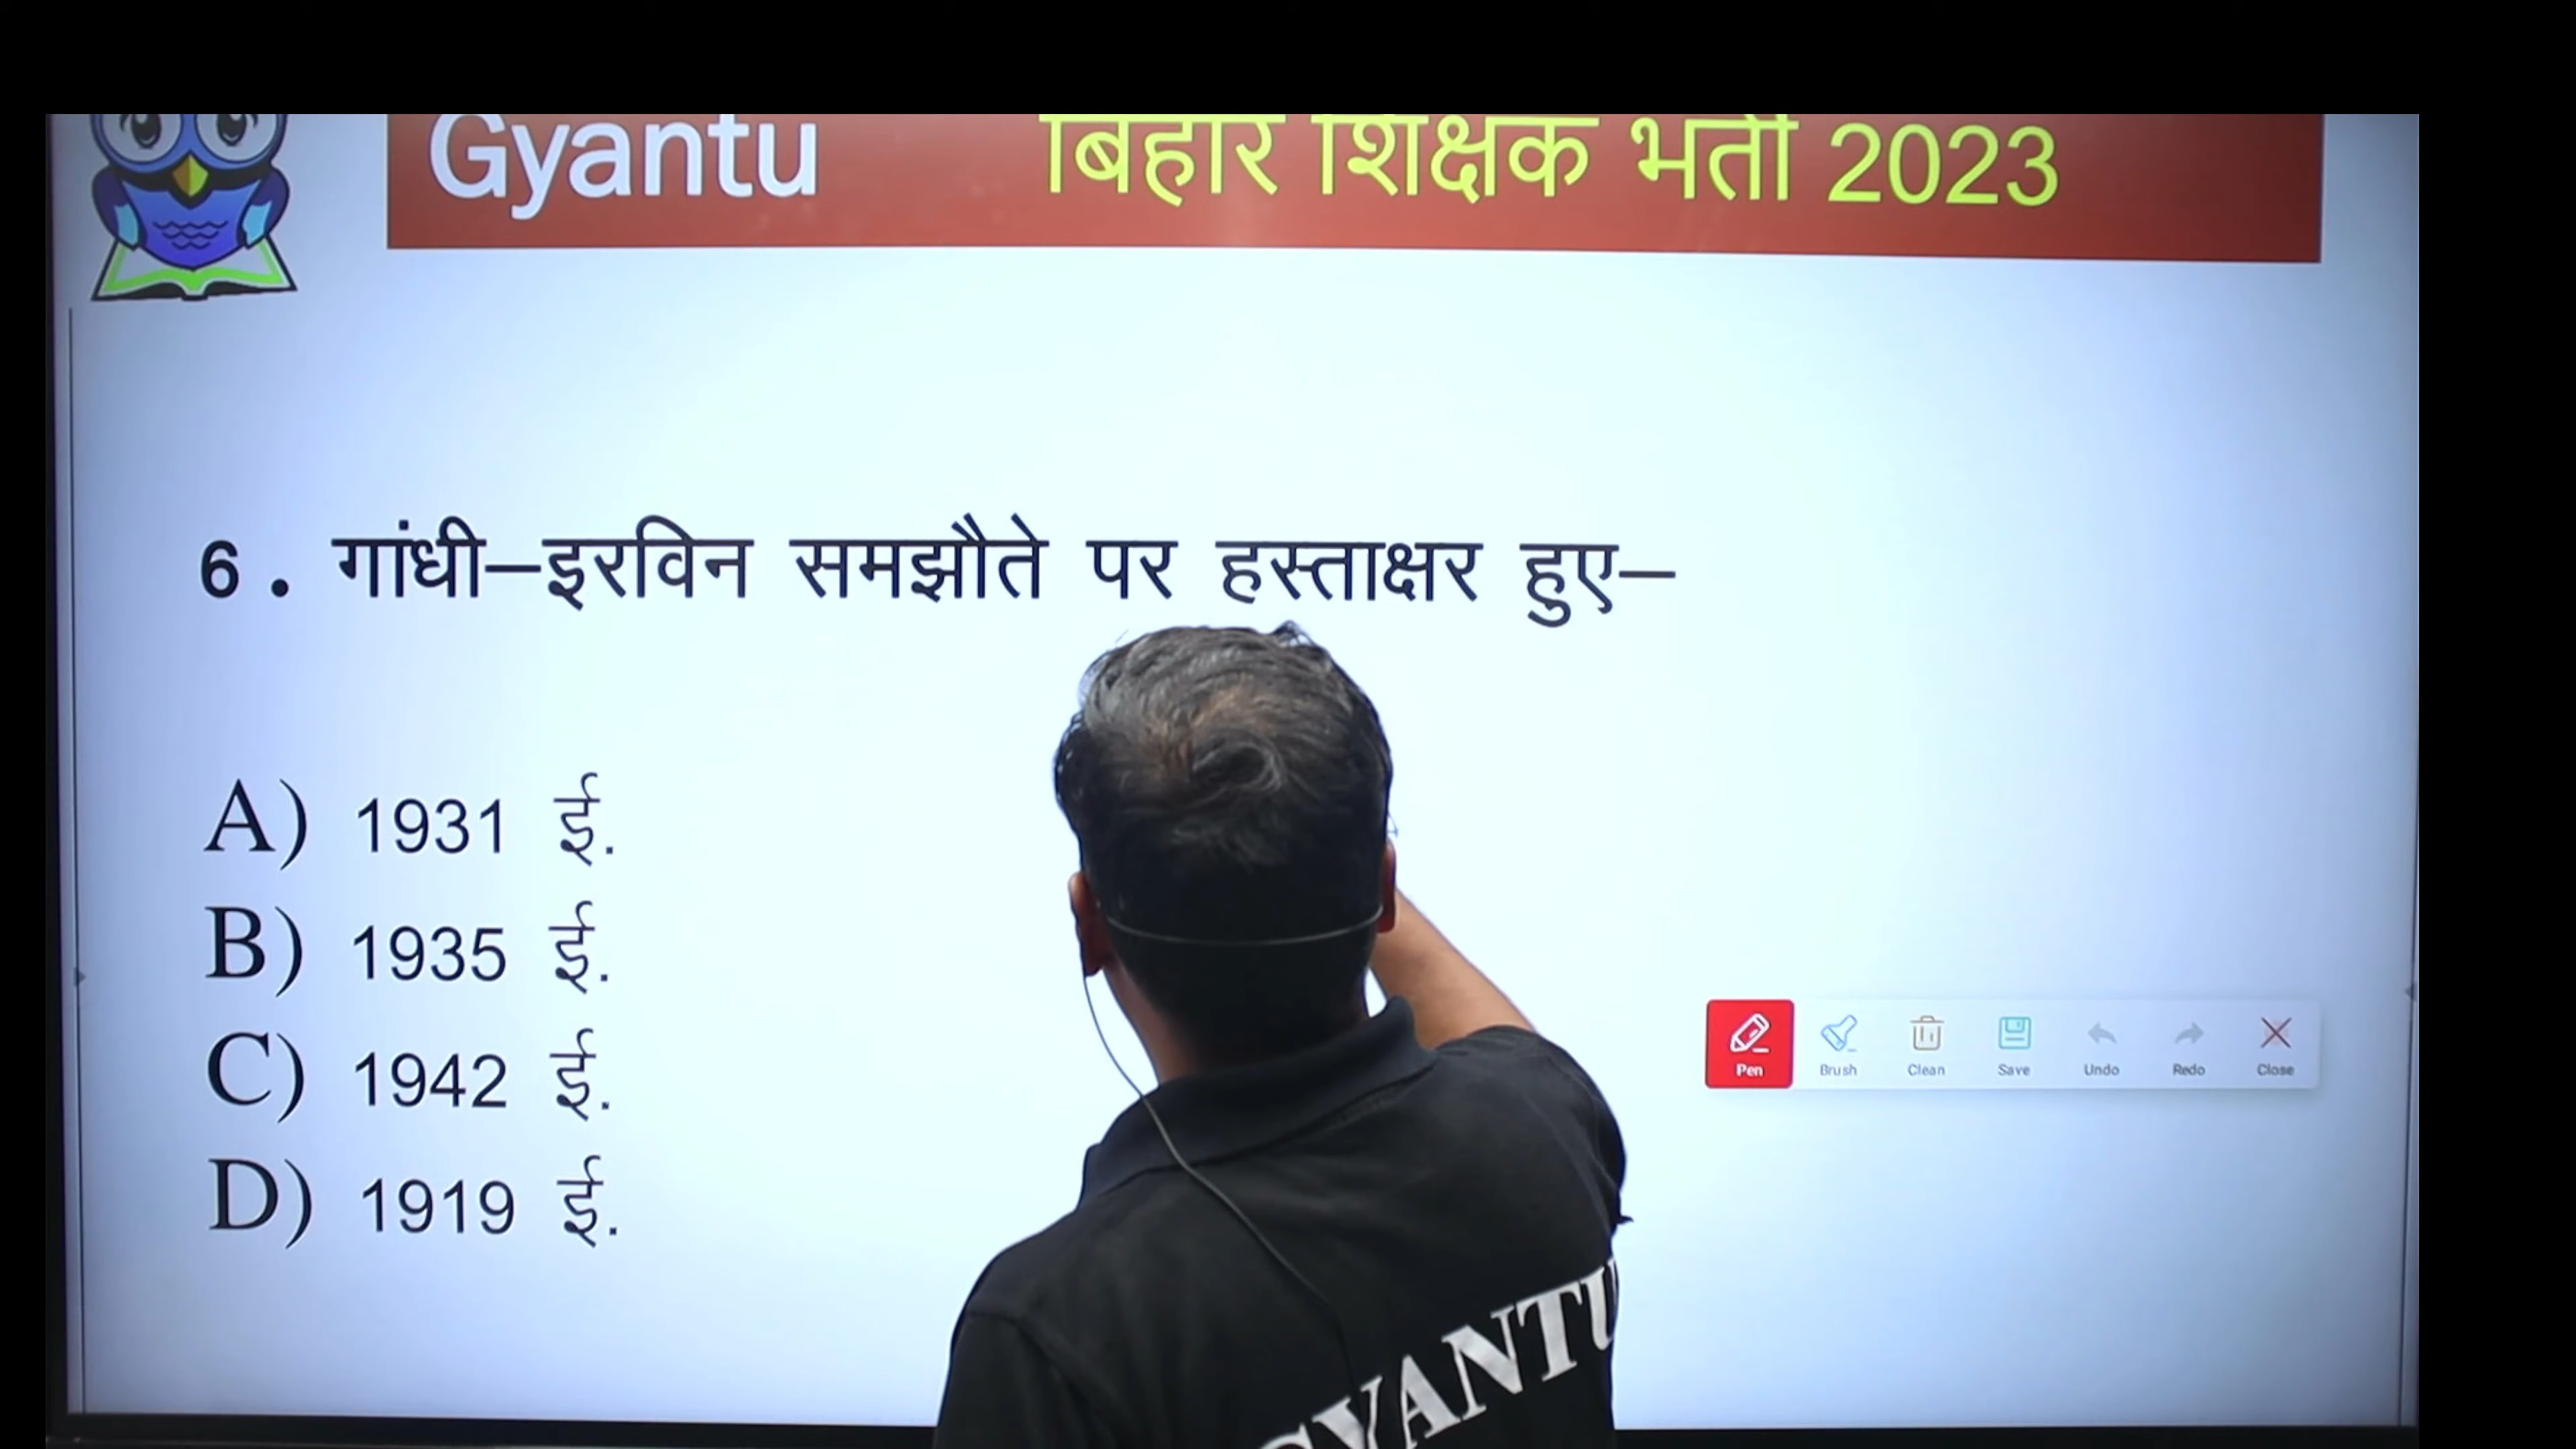 Gyantu बिहार शिक्षक भर्ती 2023
6. गांधी–इरविन समझौते पर हस्ताक्षर हुए–
A) 1931 ई.
B) 1935 ई.
C) 1942 ई.
D) 1919 ई.
Pen Brush Clean Save Undo Redo Close
GYANTU